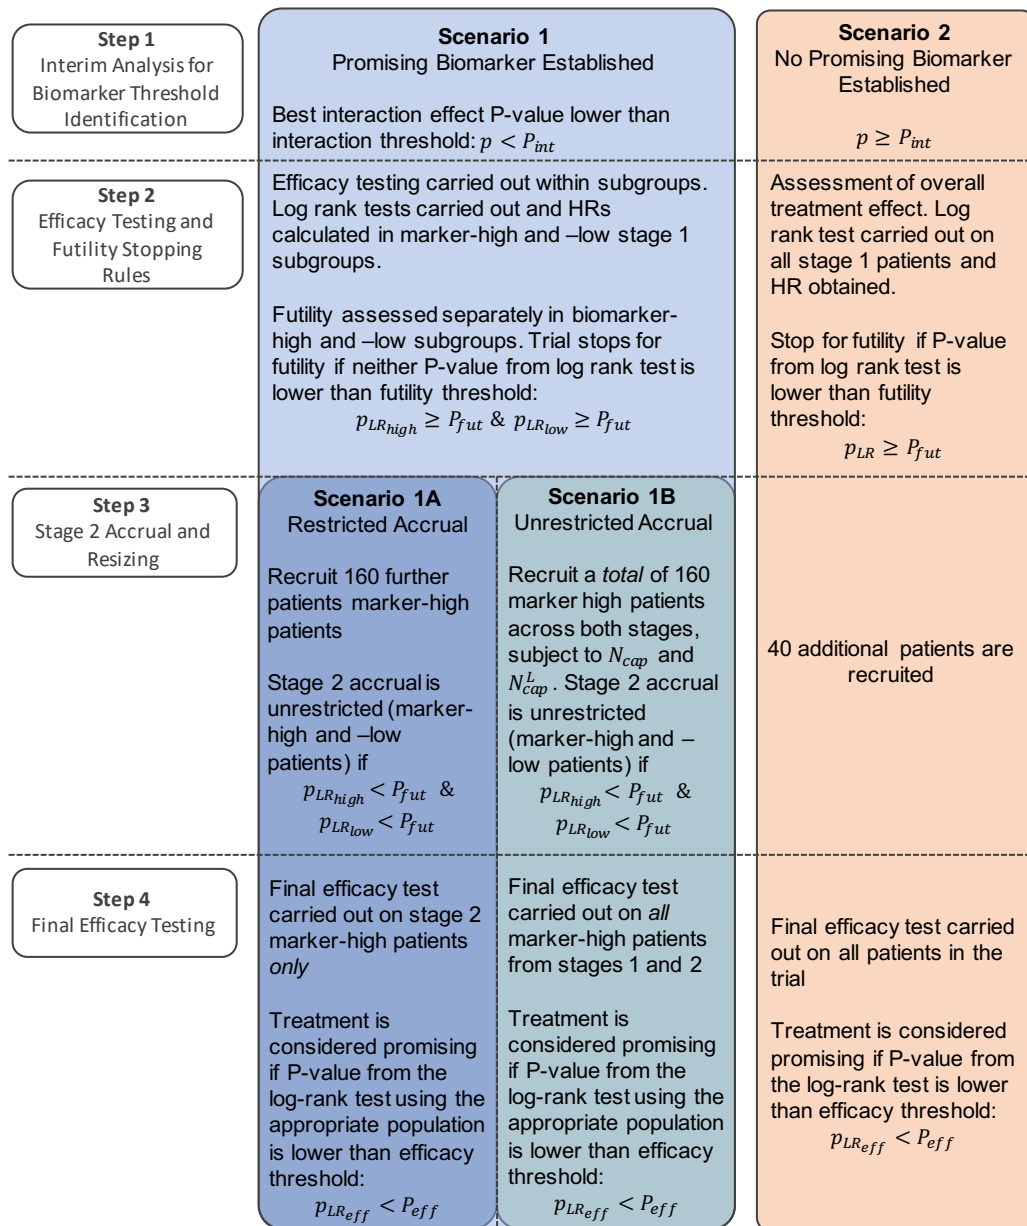 Step 1
Interim Analysis for
Biomarker Threshold
Identification
Scenario 1
Promising Biomarker Established
Best interaction effect P-value lower than
interaction threshold: p < P_int
Scenario 2
No Promising Biomarker
Established
p ≥ P_int
Step 2
Efficacy Testing and
Futility Stopping
Rules
Efficacy testing carried out within subgroups.
Log rank tests carried out and HRs
calculated in marker-high and –low stage 1
subgroups.
Futility assessed separately in biomarker-
high and –low subgroups. Trial stops for
futility if neither P-value from log rank test is
lower than futility threshold:
p_LR_high ≥ P_fut & p_LR_low ≥ P_fut
Assessment of overall
treatment effect. Log
rank test carried out on
all stage 1 patients and
HR obtained.
Stop for futility if P-value
from log rank test is
lower than futility
threshold:
p_LR ≥ P_fut
Step 3
Stage 2 Accrual and
Resizing
Scenario 1A
Restricted Accrual
Recruit 160 further
patients marker-high
patients
Stage 2 accrual is
unrestricted (marker-
high and –low
patients) if
p_LR_high < P_fut &
p_LR_low < P_fut
Scenario 1B
Unrestricted Accrual
Recruit a total of 160
marker high patients
across both stages,
subject to N_cap and
N^L_cap. Stage 2 accrual
is unrestricted
(marker-high and –
low patients) if
p_LR_high < P_fut &
p_LR_low < P_fut
40 additional patients are
recruited
Step 4
Final Efficacy Testing
Final efficacy test
carried out on stage 2
marker-high patients
only
Treatment is
considered promising
if P-value from the
log-rank test using the
appropriate population
is lower than efficacy
threshold:
p_LR_eff < P_eff
Final efficacy test
carried out on all
marker-high patients
from stages 1 and 2
Treatment is
considered promising
if P-value from the
log-rank test using the
appropriate population
is lower than efficacy
threshold:
p_LR_eff < P_eff
Final efficacy test carried
out on all patients in the
trial
Treatment is considered
promising if P-value from
the log-rank test is lower
than efficacy threshold:
p_LR_eff < P_eff